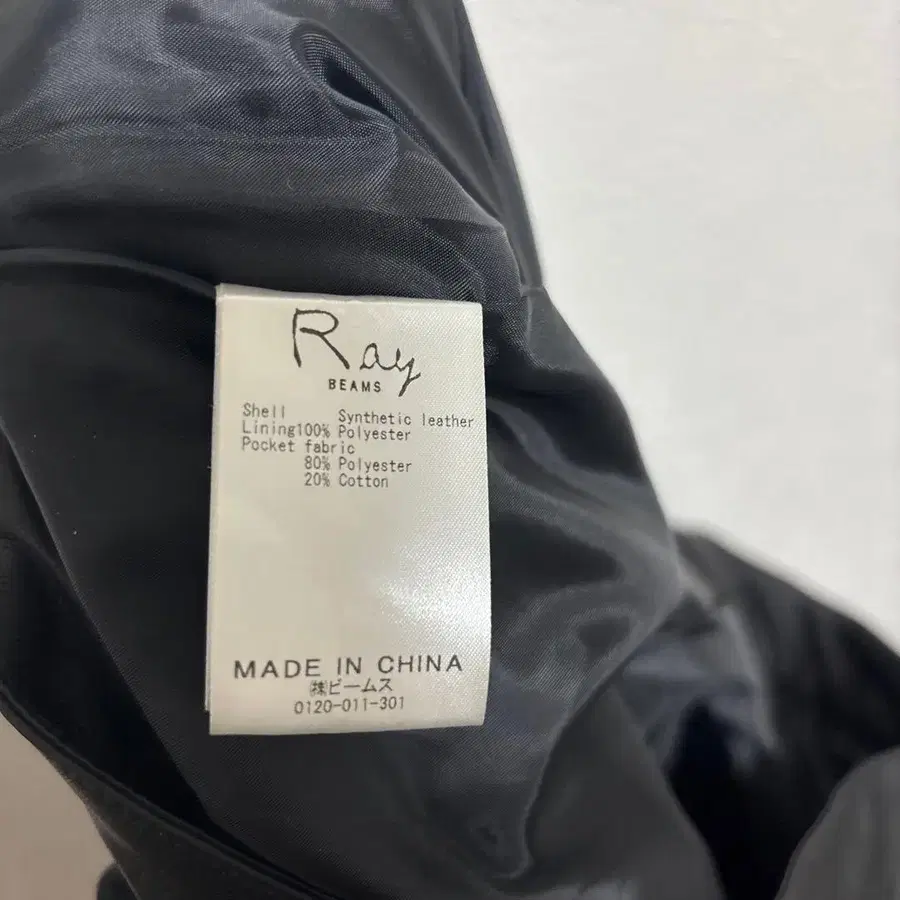 Ray
BEAMS
Shell Synthetic leather
Lining100% Polyester
Pocket fabric
80% Polyester
20% Cotton
MADE IN CHINA
㈱ビームス
0120-011-301